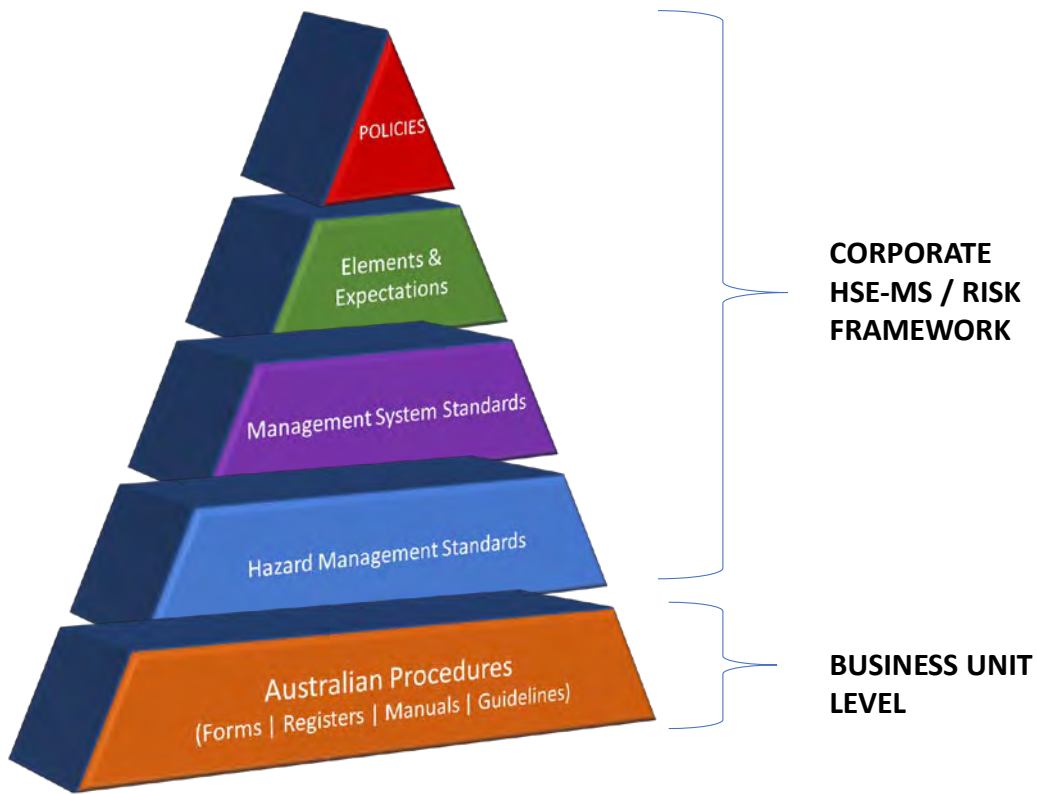 POLICIES
Elements &
Expectations
Management System Standards
Hazard Management Standards
Australian Procedures
(Forms | Registers | Manuals | Guidelines)
CORPORATE
HSE-MS / RISK
FRAMEWORK
BUSINESS UNIT
LEVEL